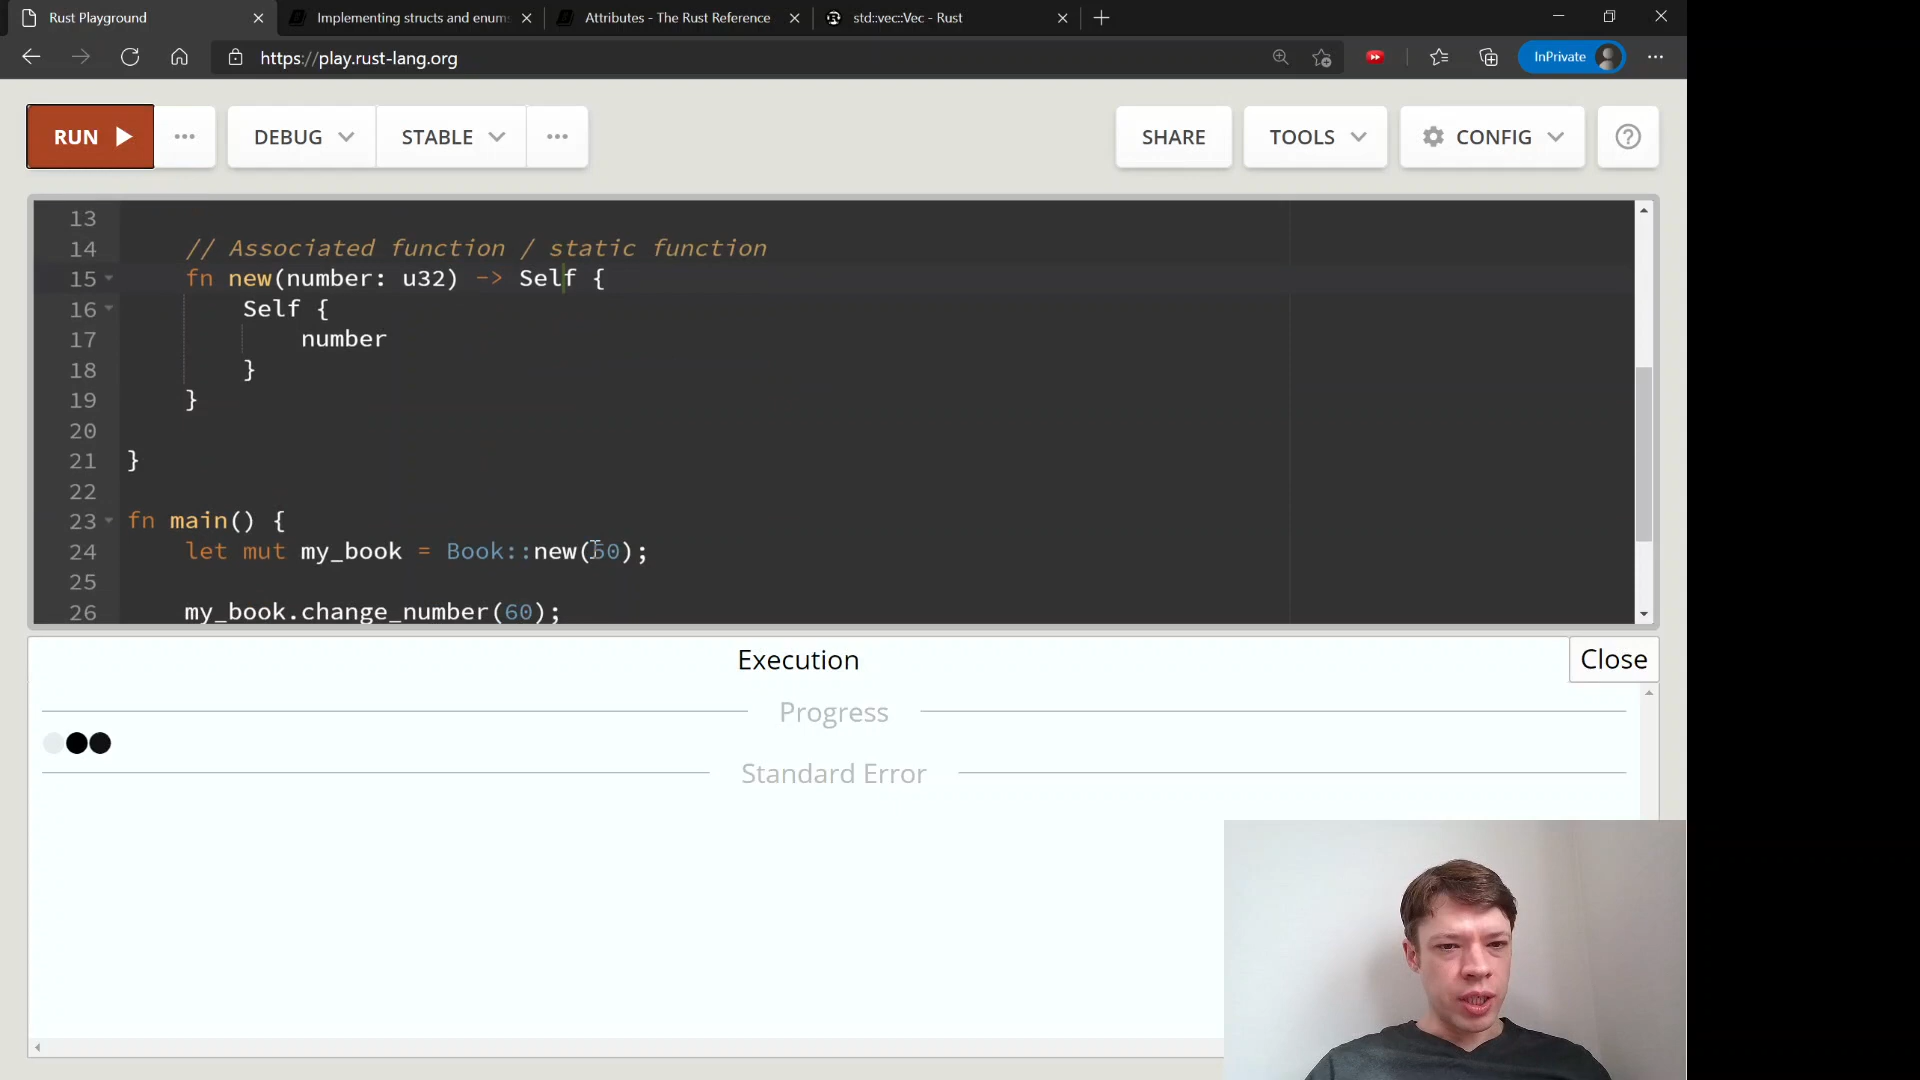 Rust Playground
Implementing structs and enums
Attributes - The Rust Reference
std::vec::Vec - Rust
https://play.rust-lang.org
InPrivate
RUN
DEBUG
STABLE
SHARE
TOOLS
CONFIG
13
14 // Associated function / static function
15 fn new(number: u32) -> Self {
16 Self {
17 number
18 }
19 }
20
21 }
22
23 fn main() {
24 let mut my_book = Book::new(50);
25
26 my_book.change_number(60);
Execution
Close
Progress
Standard Error